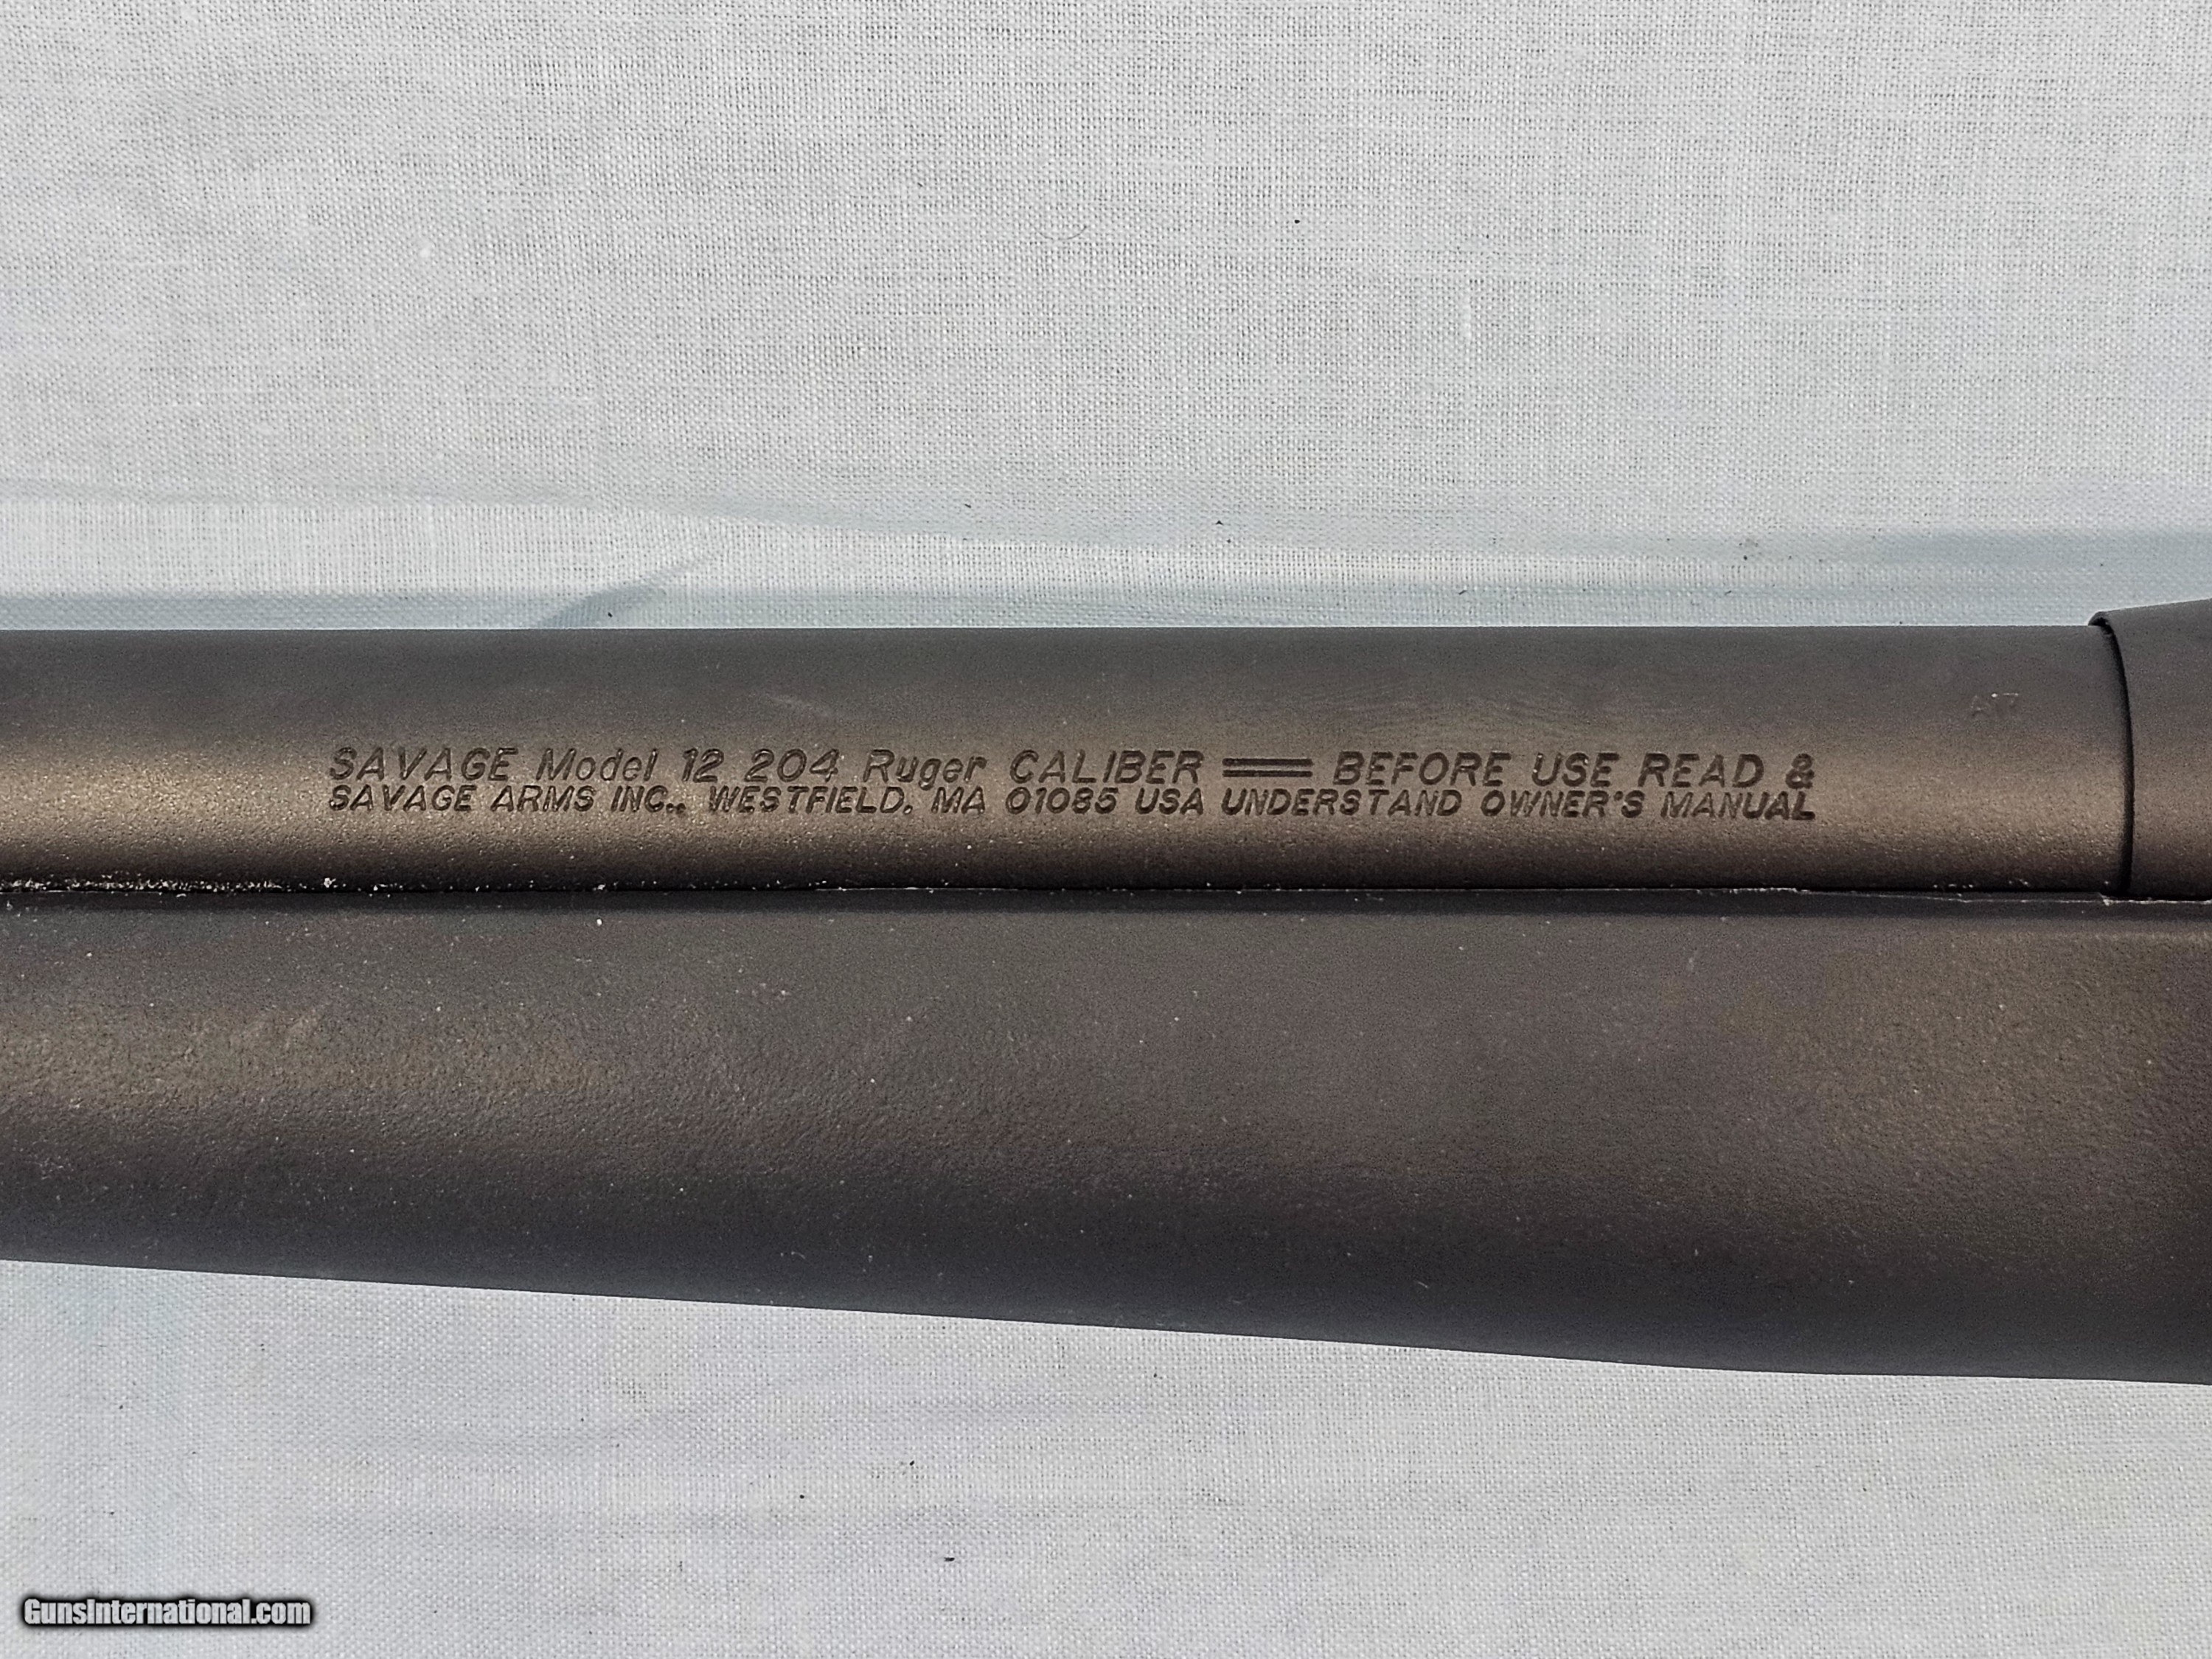 SAVAGE Model 12 204 Ruger CALIBER ══ BEFORE USE READ &
SAVAGE ARMS INC., WESTFIELD, MA 01085 USA UNDERSTAND OWNER'S MANUAL
GunsInternational.com